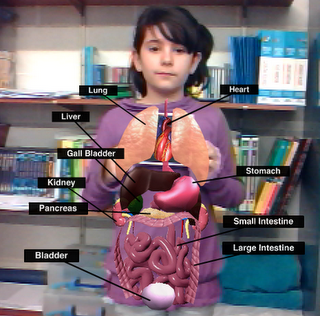 Lung
Heart
Liver
Gall Bladder
Stomach
Kidney
Pancreas
Small Intestine
Large Intestine
Bladder